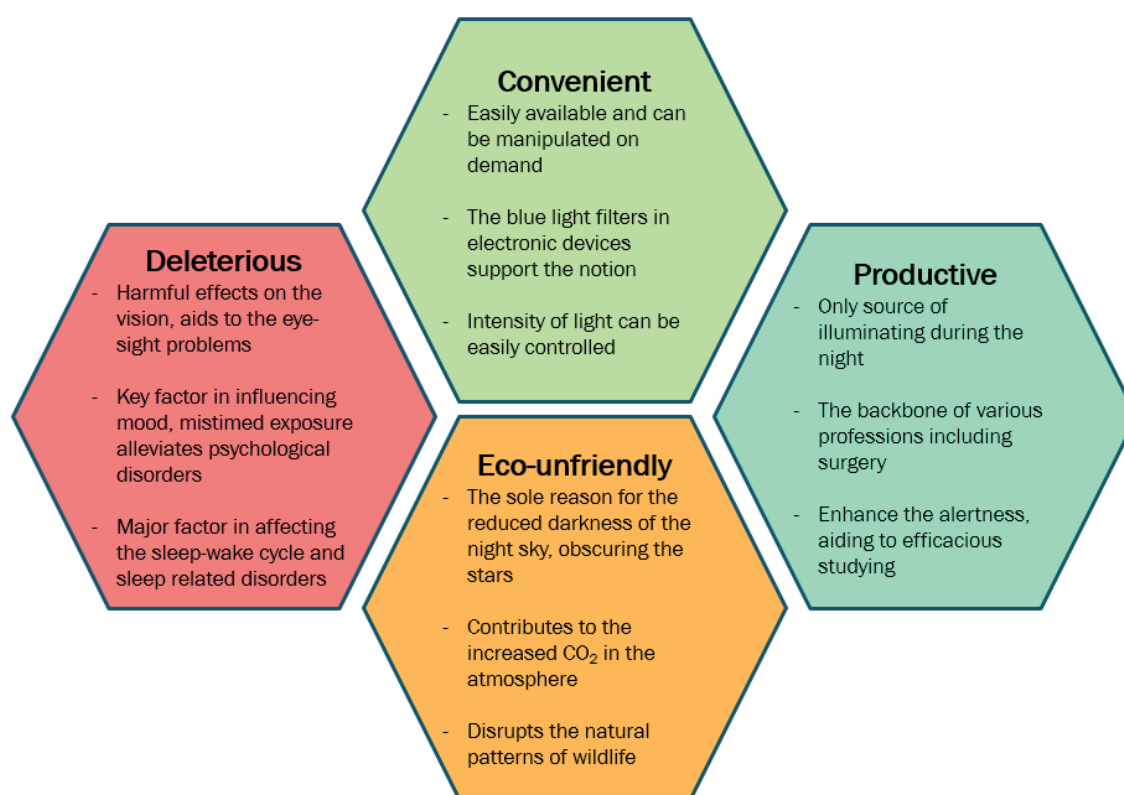 Convenient
- Easily available and can
be manipulated on
demand
- The blue light filters in
electronic devices
support the notion
- Intensity of light can be
easily controlled
Deleterious
- Harmful effects on the
vision, aids to the eye-
sight problems
- Key factor in influencing
mood, mistimed exposure
alleviates psychological
disorders
- Major factor in affecting
the sleep-wake cycle and
sleep related disorders
Productive
- Only source of
illuminating during the
night
- The backbone of various
professions including
surgery
- Enhance the alertness,
aiding to efficacious
studying
Eco-unfriendly
- The sole reason for the
reduced darkness of the
night sky, obscuring the
stars
- Contributes to the
increased CO₂ in the
atmosphere
- Disrupts the natural
patterns of wildlife